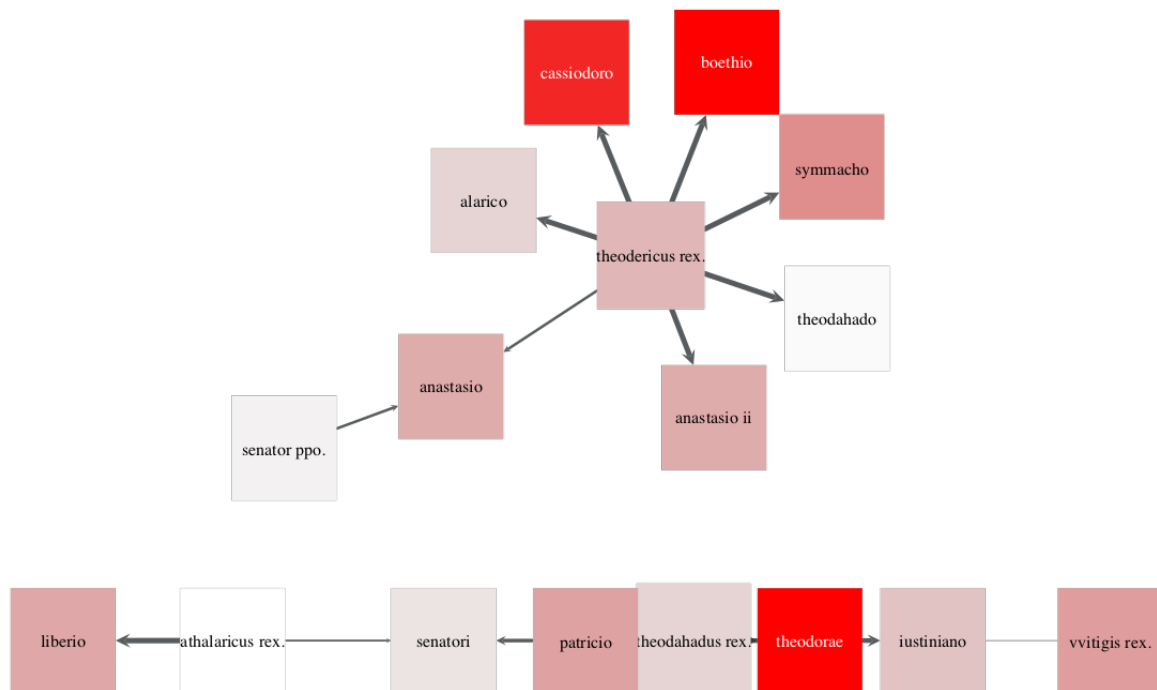 boethio
cassiodoro
symmacho
alarico
theodericus rex.
theodahado
anastasio
anastasio ii
senator ppo.
liberio
athalaricus rex.
senatori
patricio
theodahadus rex.
theodorae
iustiniano
vvitigis rex.